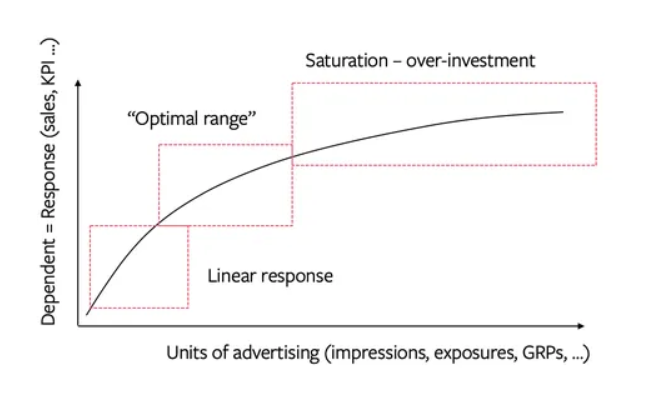 Saturation – over-investment
“Optimal range”
Linear response
Dependent = Response (sales, KPI ...)
Units of advertising (impressions, exposures, GRPs, ...)